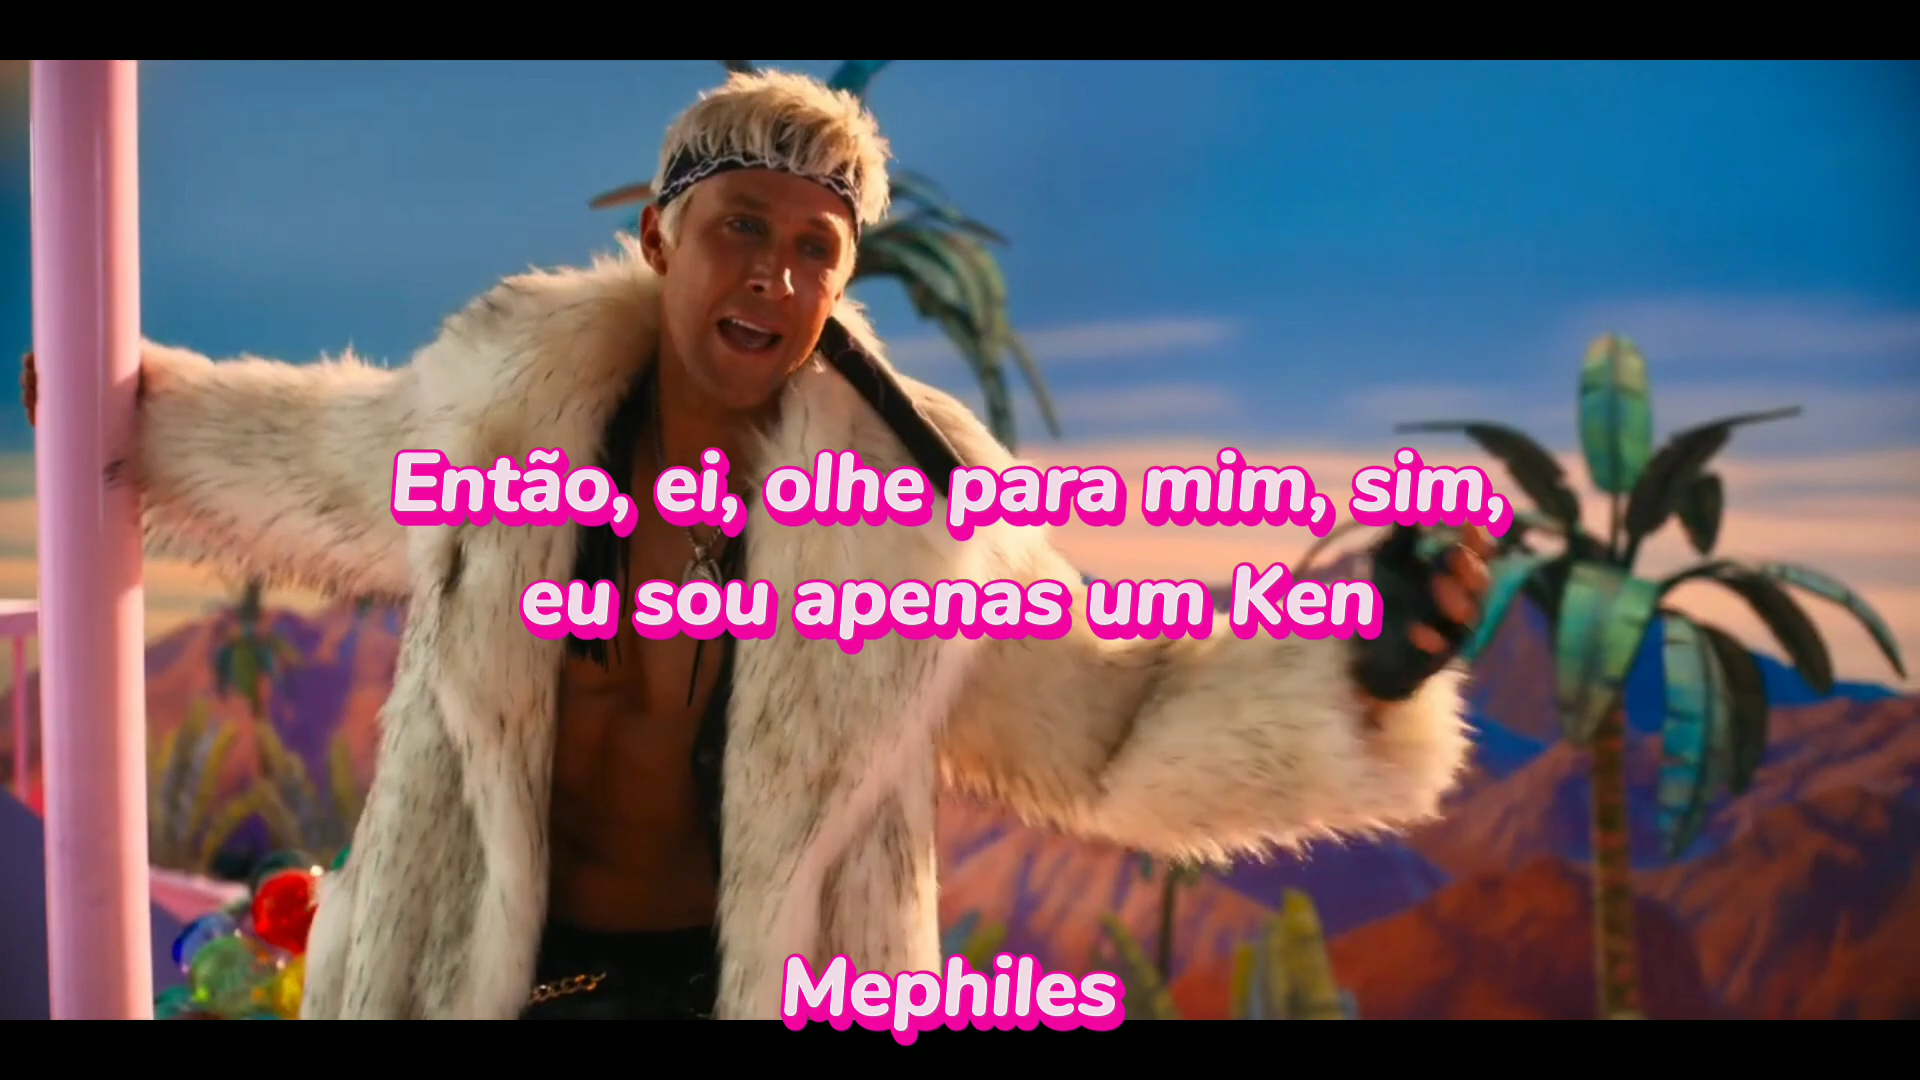 Então, ei, olhe para mim, sim,
eu sou apenas um Ken
Mephiles